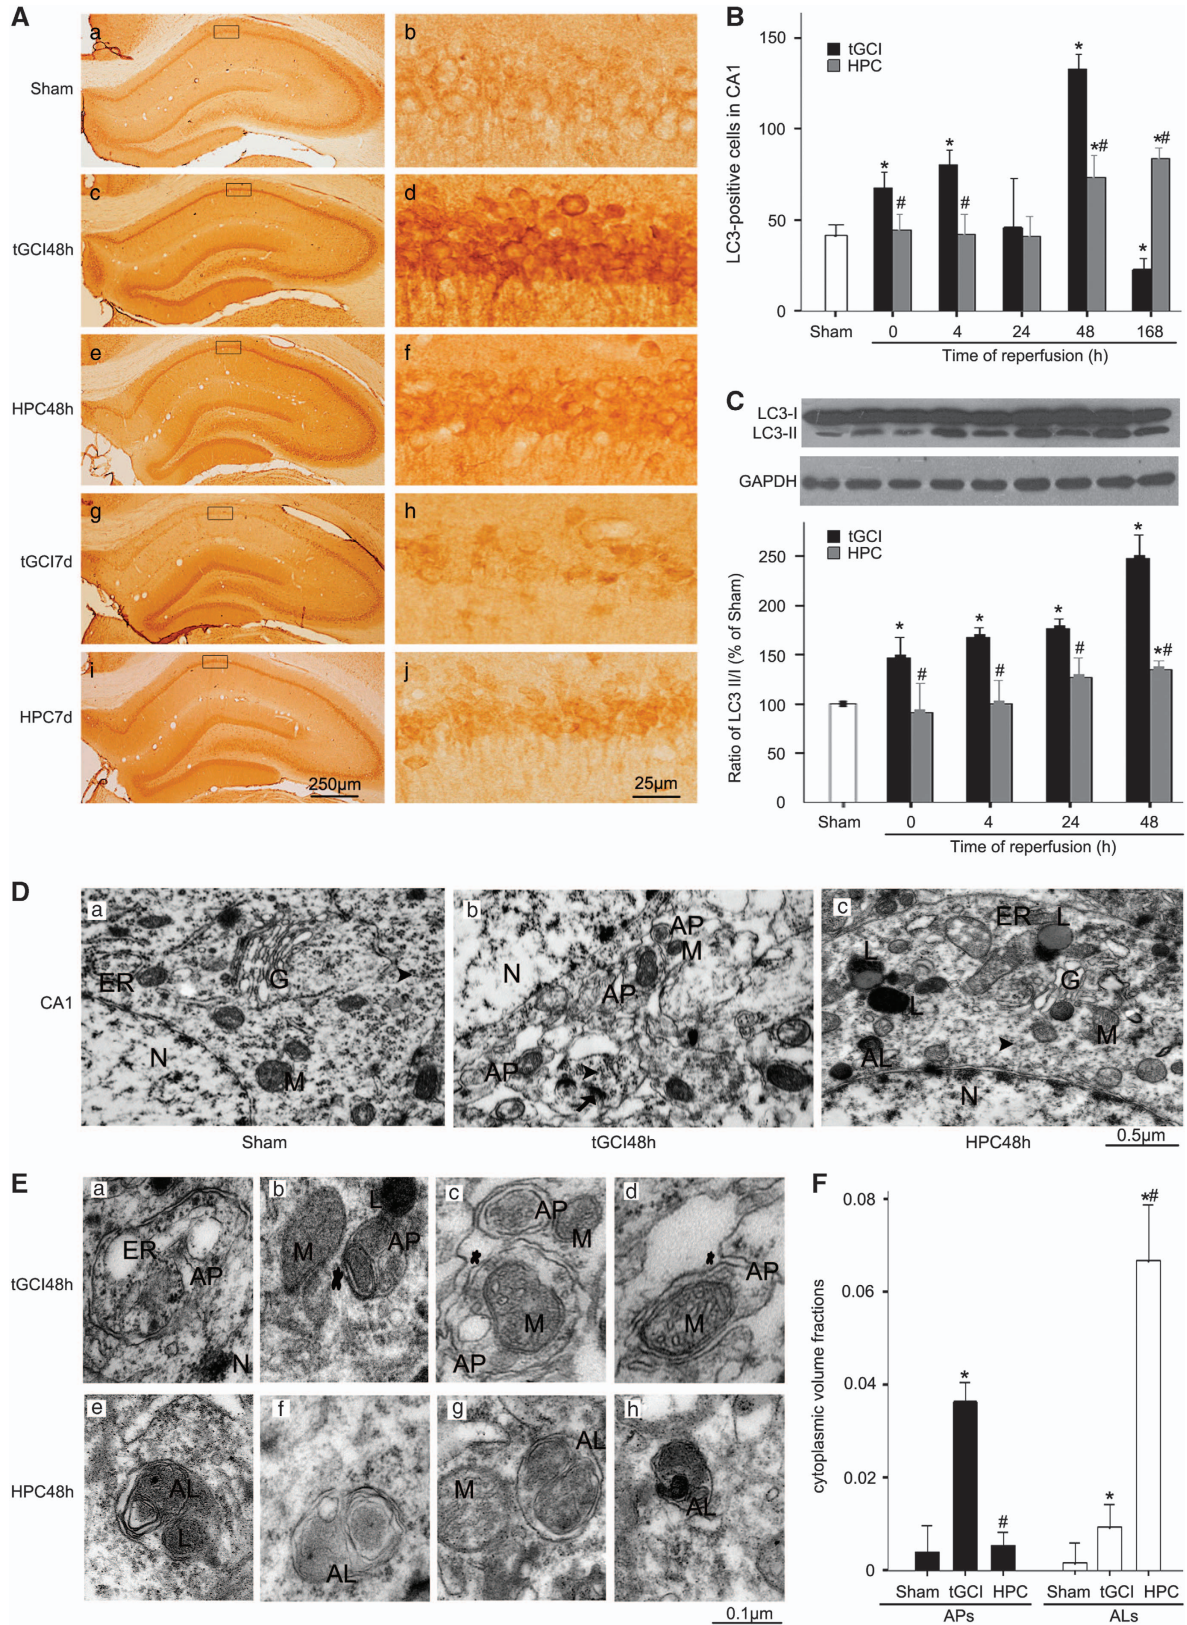 A
a
b
Sham
c
d
tGCI48h
e
f
HPC48h
g
h
tGCI7d
i
j
HPC7d
250μm
25μm
B
150
100
50
0
LC3-positive cells in CA1
tGCI
HPC
*
#
*
#
*
*#
*
*#
Sham
0
4
24
48
168
Time of reperfusion (h)
C
LC3-I
LC3-II
GAPDH
250
200
150
100
50
0
Ratio of LC3 II/I (% of Sham)
tGCI
HPC
*
#
*
#
*
#
*
*#
Sham
0
4
24
48
Time of reperfusion (h)
D
CA1
a
ER
G
N
M
Sham
b
AP
M
N
AP
AP
tGCI48h
c
ER
L
L
G
L
M
AL
N
HPC48h
0.5μm
E
tGCI48h
a
ER
AP
N
b
L
M
AP
c
AP
M
M
AP
d
AP
M
HPC48h
e
AL
L
f
AL
g
AL
M
h
AL
0.1μm
F
0.08
0.06
0.04
0.02
0
cytoplasmic volume fractions
*
#
*
*#
Sham tGCI HPC
APs
Sham tGCI HPC
ALs